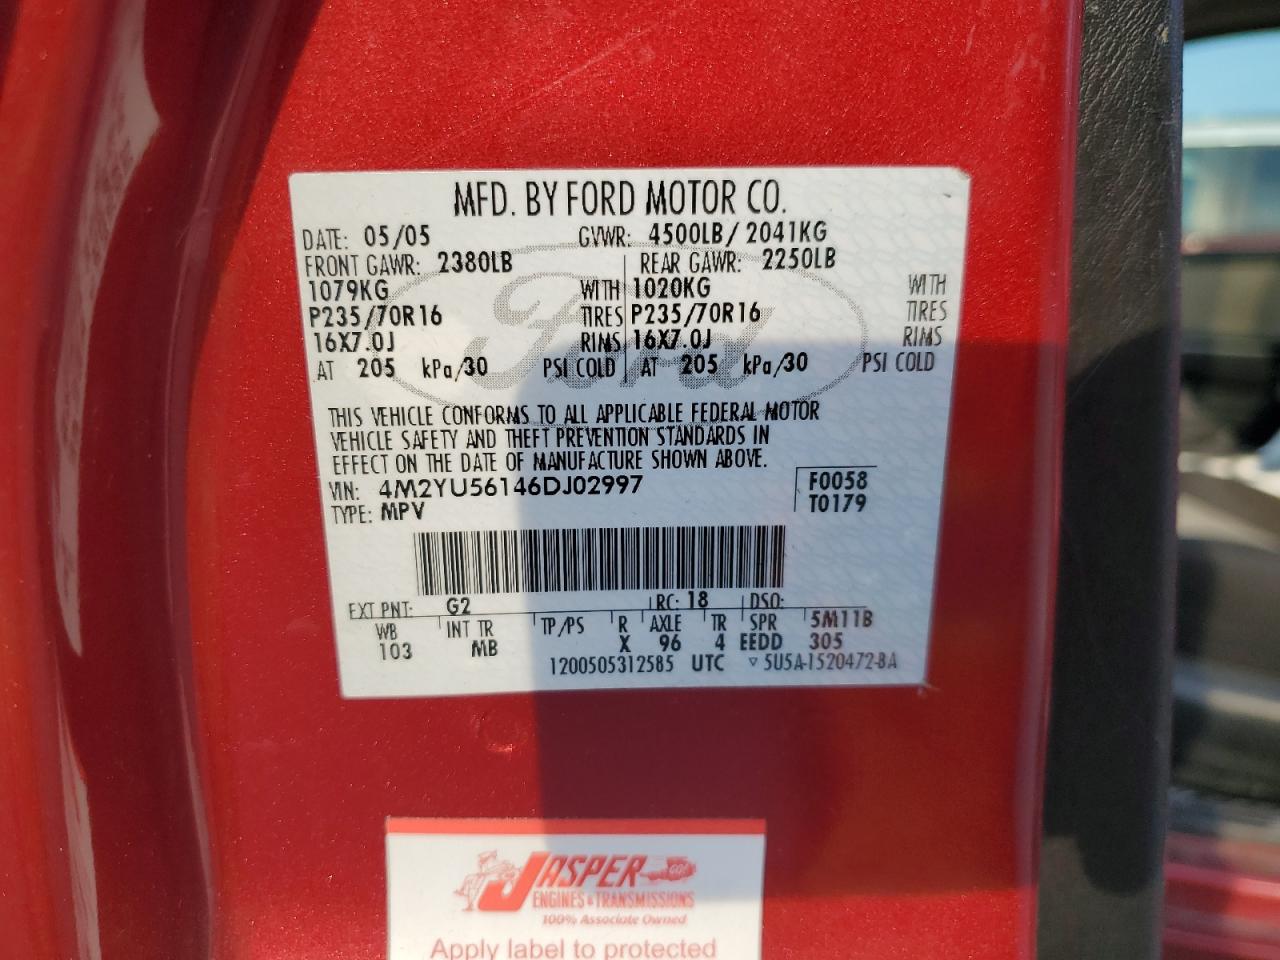 MFD. BY FORD MOTOR CO.
DATE: 05/05 GVWR: 4500LB/ 2041KG
FRONT GAWR: 2380LB REAR GAWR: 2250LB
1079KG WITH 1020KG WITH
P235/70R16 TIRES P235/70R16 TIRES
16X7.0J RIMS 16X7.0J RIMS
AT 205 kPa/30 PSI COLD AT 205 kPa/30 PSI COLD
Ford
THIS VEHICLE CONFORMS TO ALL APPLICABLE FEDERAL MOTOR
VEHICLE SAFETY AND THEFT PREVENTION STANDARDS IN
EFFECT ON THE DATE OF MANUFACTURE SHOWN ABOVE.
VIN: 4M2YU56146DJ02997 F0058
TYPE: MPV T0179
EXT PNT: G2 RC: 18 DSO:
WB INT TR TP/PS R AXLE TR SPR 5M11B
103 MB X 96 4 EEDD 305
1200505312585 UTC ▽ 5U5A-1520472-BA
JASPER
ENGINES & TRANSMISSIONS
100% Associate Owned
Apply label to protected